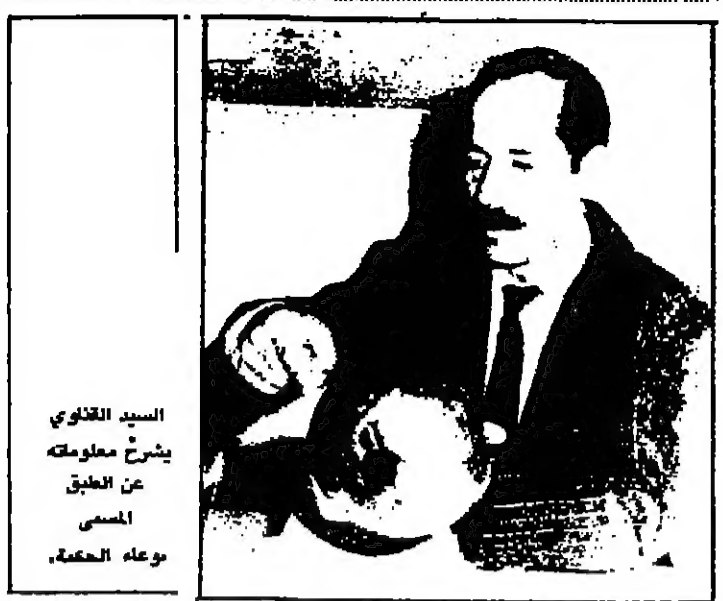 السيد القناوي
يشرحُ معلوماته
عن الطبق
المسمى
بوعاء الحكمة.